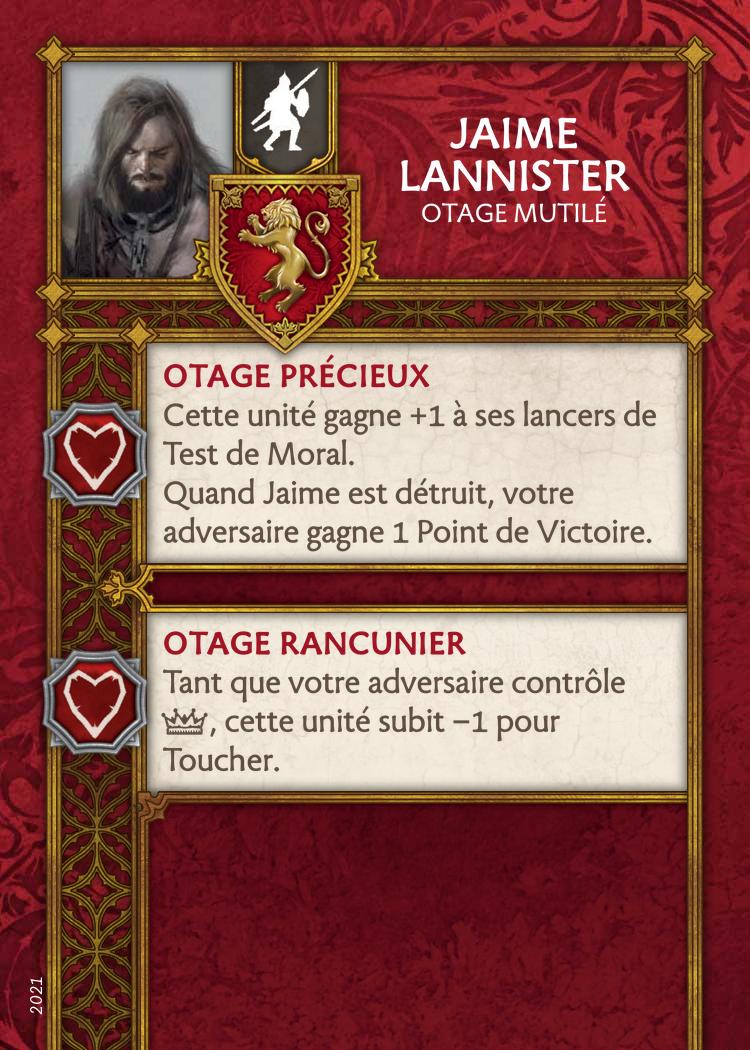 JAIME
LANNISTER
OTAGE MUTILÉ
OTAGE PRÉCIEUX
Cette unité gagne +1 à ses lancers de
Test de Moral.
Quand Jaime est détruit, votre
adversaire gagne 1 Point de Victoire.
OTAGE RANCUNIER
Tant que votre adversaire contrôle
, cette unité subit –1 pour
Toucher.
2021